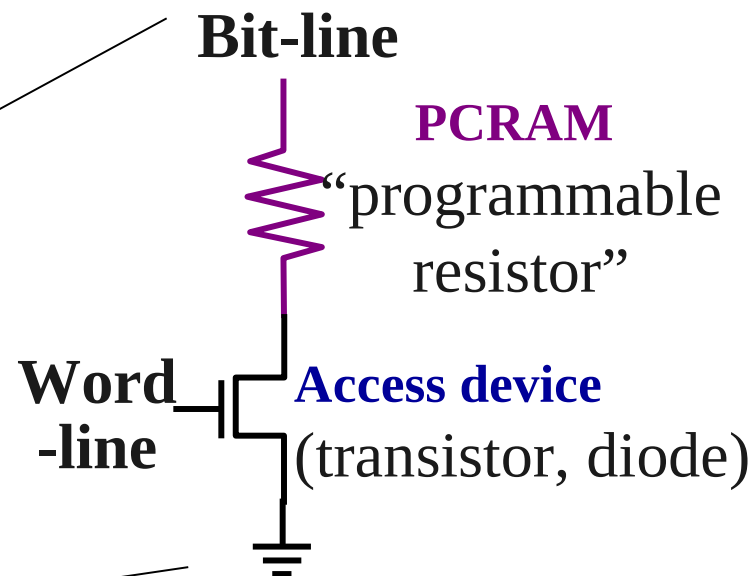 Bit-line
PCRAM
“programmable
resistor”
Word
-line
Access device
(transistor, diode)